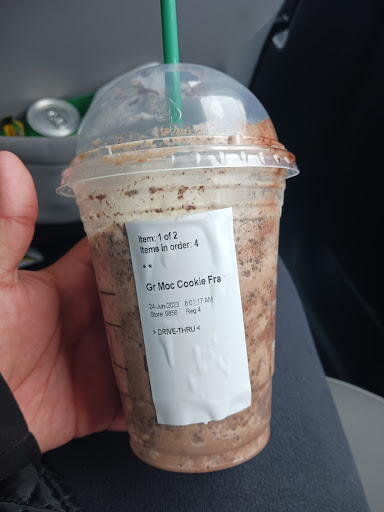 Item: 1 of 2
Items in order: 4
* *
Gr Moc Cookie Fra
24-Jun-2023 8:01:17 AM
Store: 9856 Reg 4
> DRIVE-THRU <